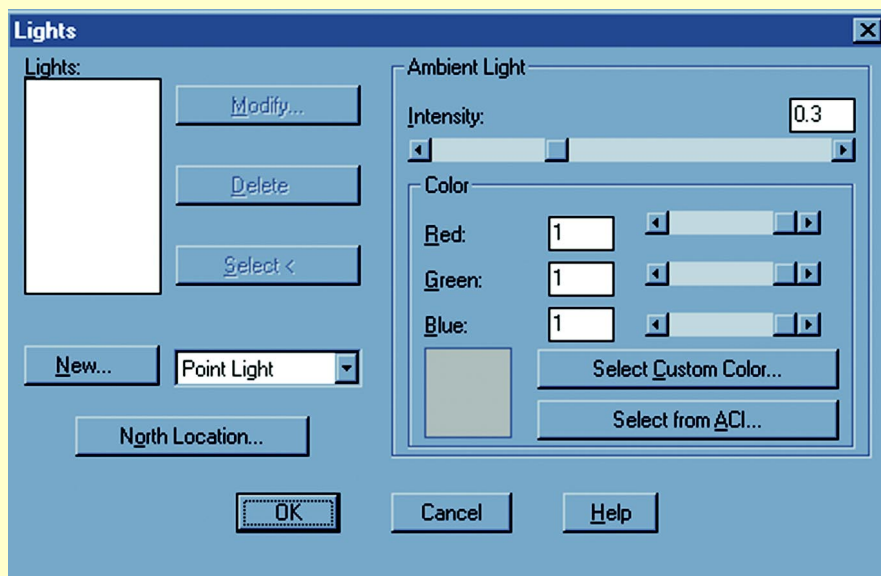 Lights
Lights:
Modify...
Delete
Select <
New...
Point Light
North Location...
Ambient Light
Intensity:
0.3
Color
Red:
1
Green:
1
Blue:
1
Select Custom Color...
Select from ACI...
OK
Cancel
Help